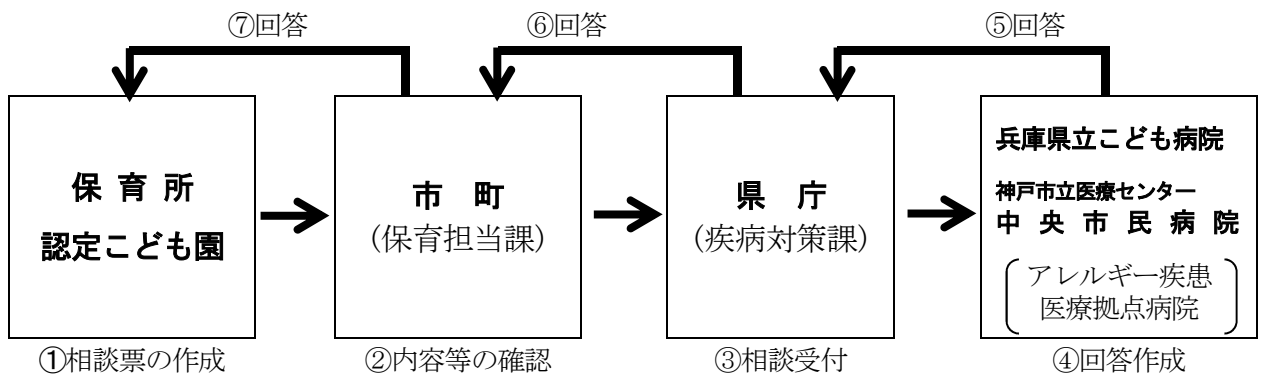 ⑦回答
⑥回答
⑤回答
保育所
認定こども園
市町
(保育担当課)
県庁
(疾病対策課)
兵庫県立こども病院
神戸市立医療センター
中央市民病院
アレルギー疾患
医療拠点病院
①相談票の作成
②内容等の確認
③相談受付
④回答作成